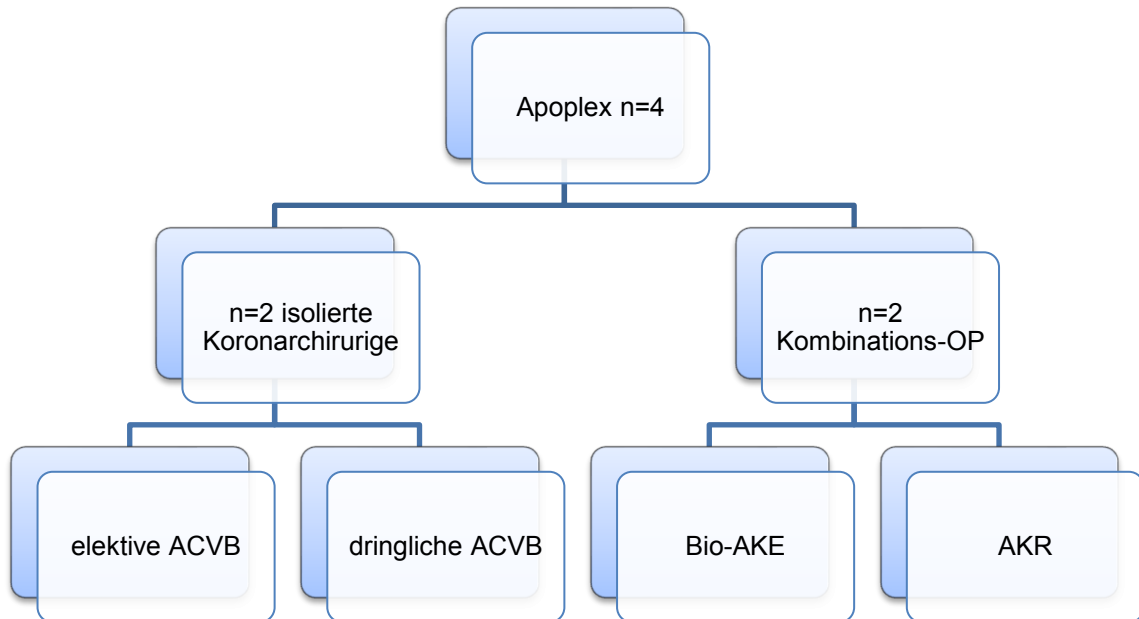 Apoplex n=4
n=2 isolierte
Koronarchirurige
n=2
Kombinations-OP
elektive ACVB
dringliche ACVB
Bio-AKE
AKR